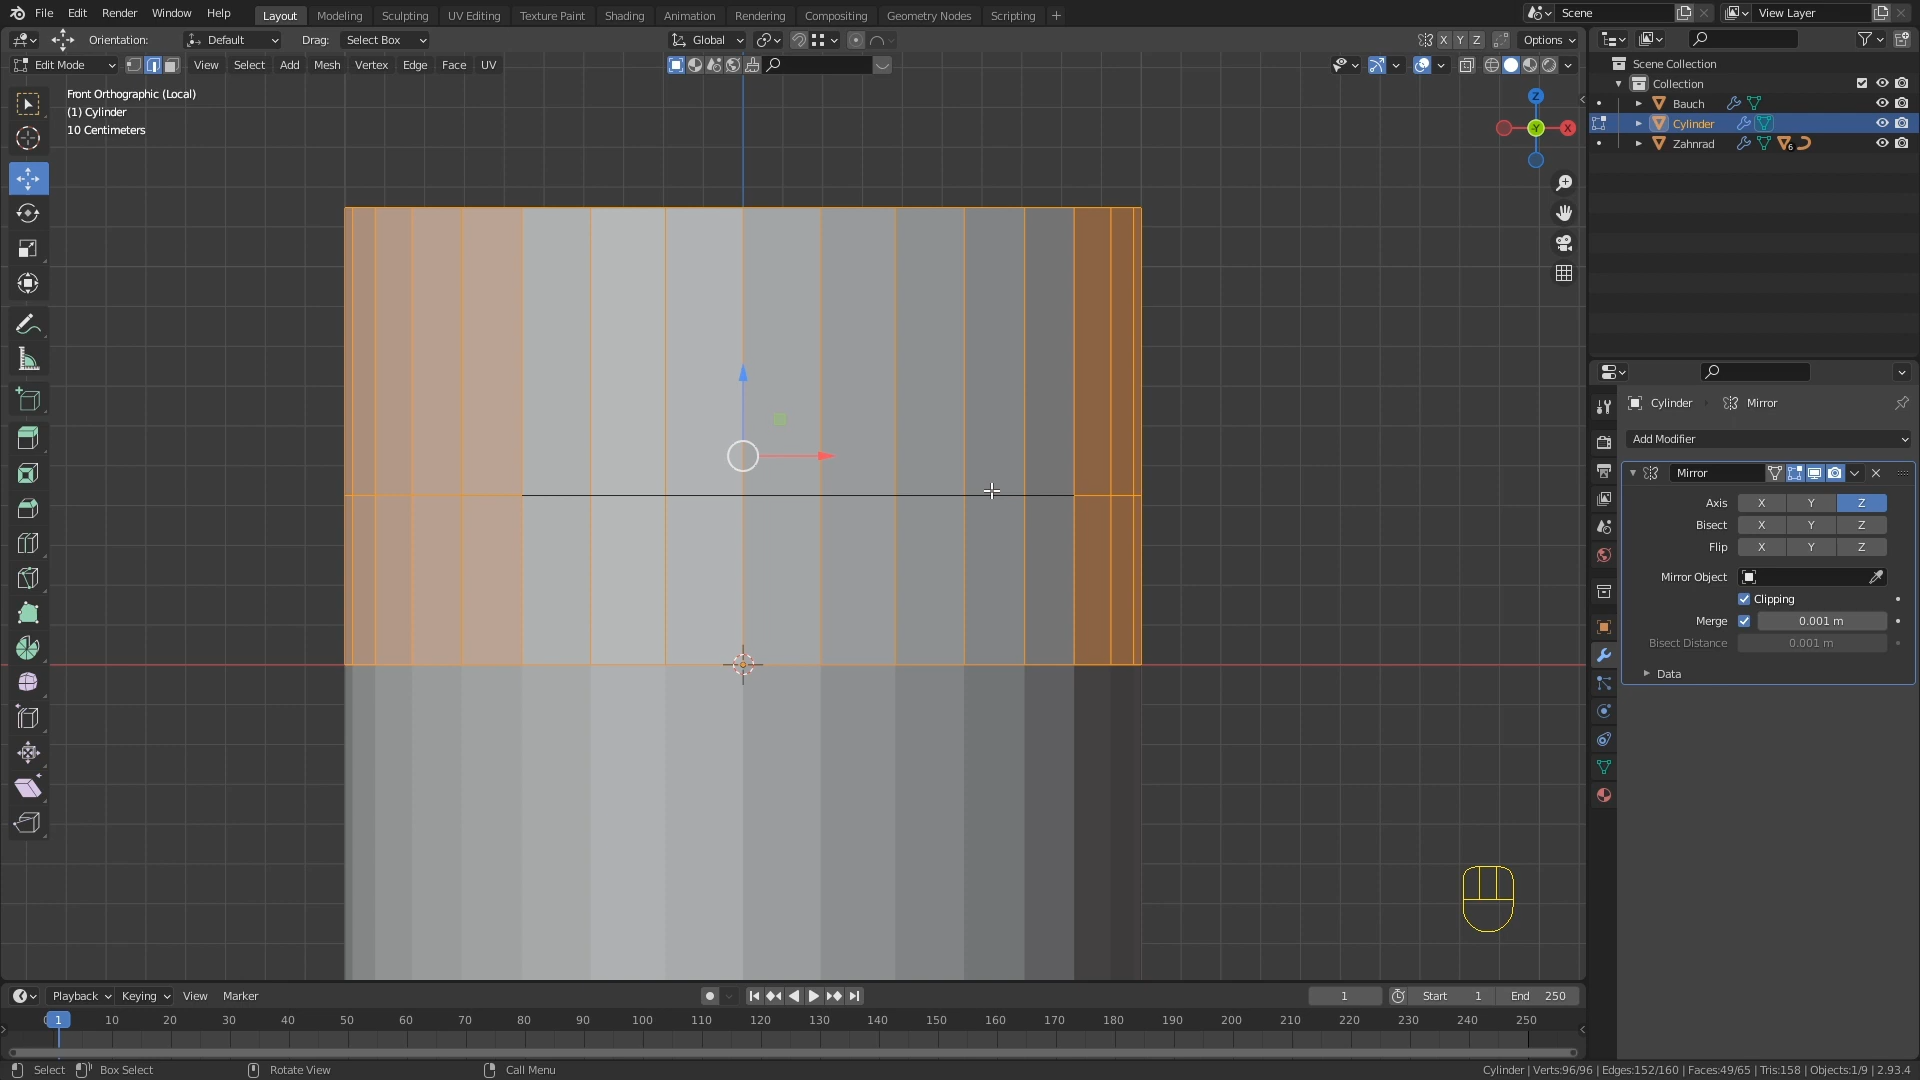 File Edit Render Window Help Layout Modeling Sculpting UV Editing Texture Paint Shading Animation Rendering Compositing Geometry Nodes Scripting + Scene View Layer
Orientation: Default Drag: Select Box Global X Y Z Options
Edit Mode View Select Add Mesh Vertex Edge Face UV
Front Orthographic (Local)
(1) Cylinder
10 Centimeters
Z
Y
X
Scene Collection
Collection
Bauch
Cylinder
Zahnrad 6
Cylinder Mirror
Add Modifier
Mirror
Axis X Y Z
Bisect X Y Z
Flip X Y Z
Mirror Object
Clipping
Merge 0.001 m
Bisect Distance 0.001 m
Data
Playback Keying View Marker 1 Start 1 End 250
1 10 20 30 40 50 60 70 80 90 100 110 120 130 140 150 160 170 180 190 200 210 220 230 240 250
Select Box Select Rotate View Call Menu Cylinder | Verts:96/96 | Edges:152/160 | Faces:49/65 | Tris:158 | Objects:1/9 | 2.93.4